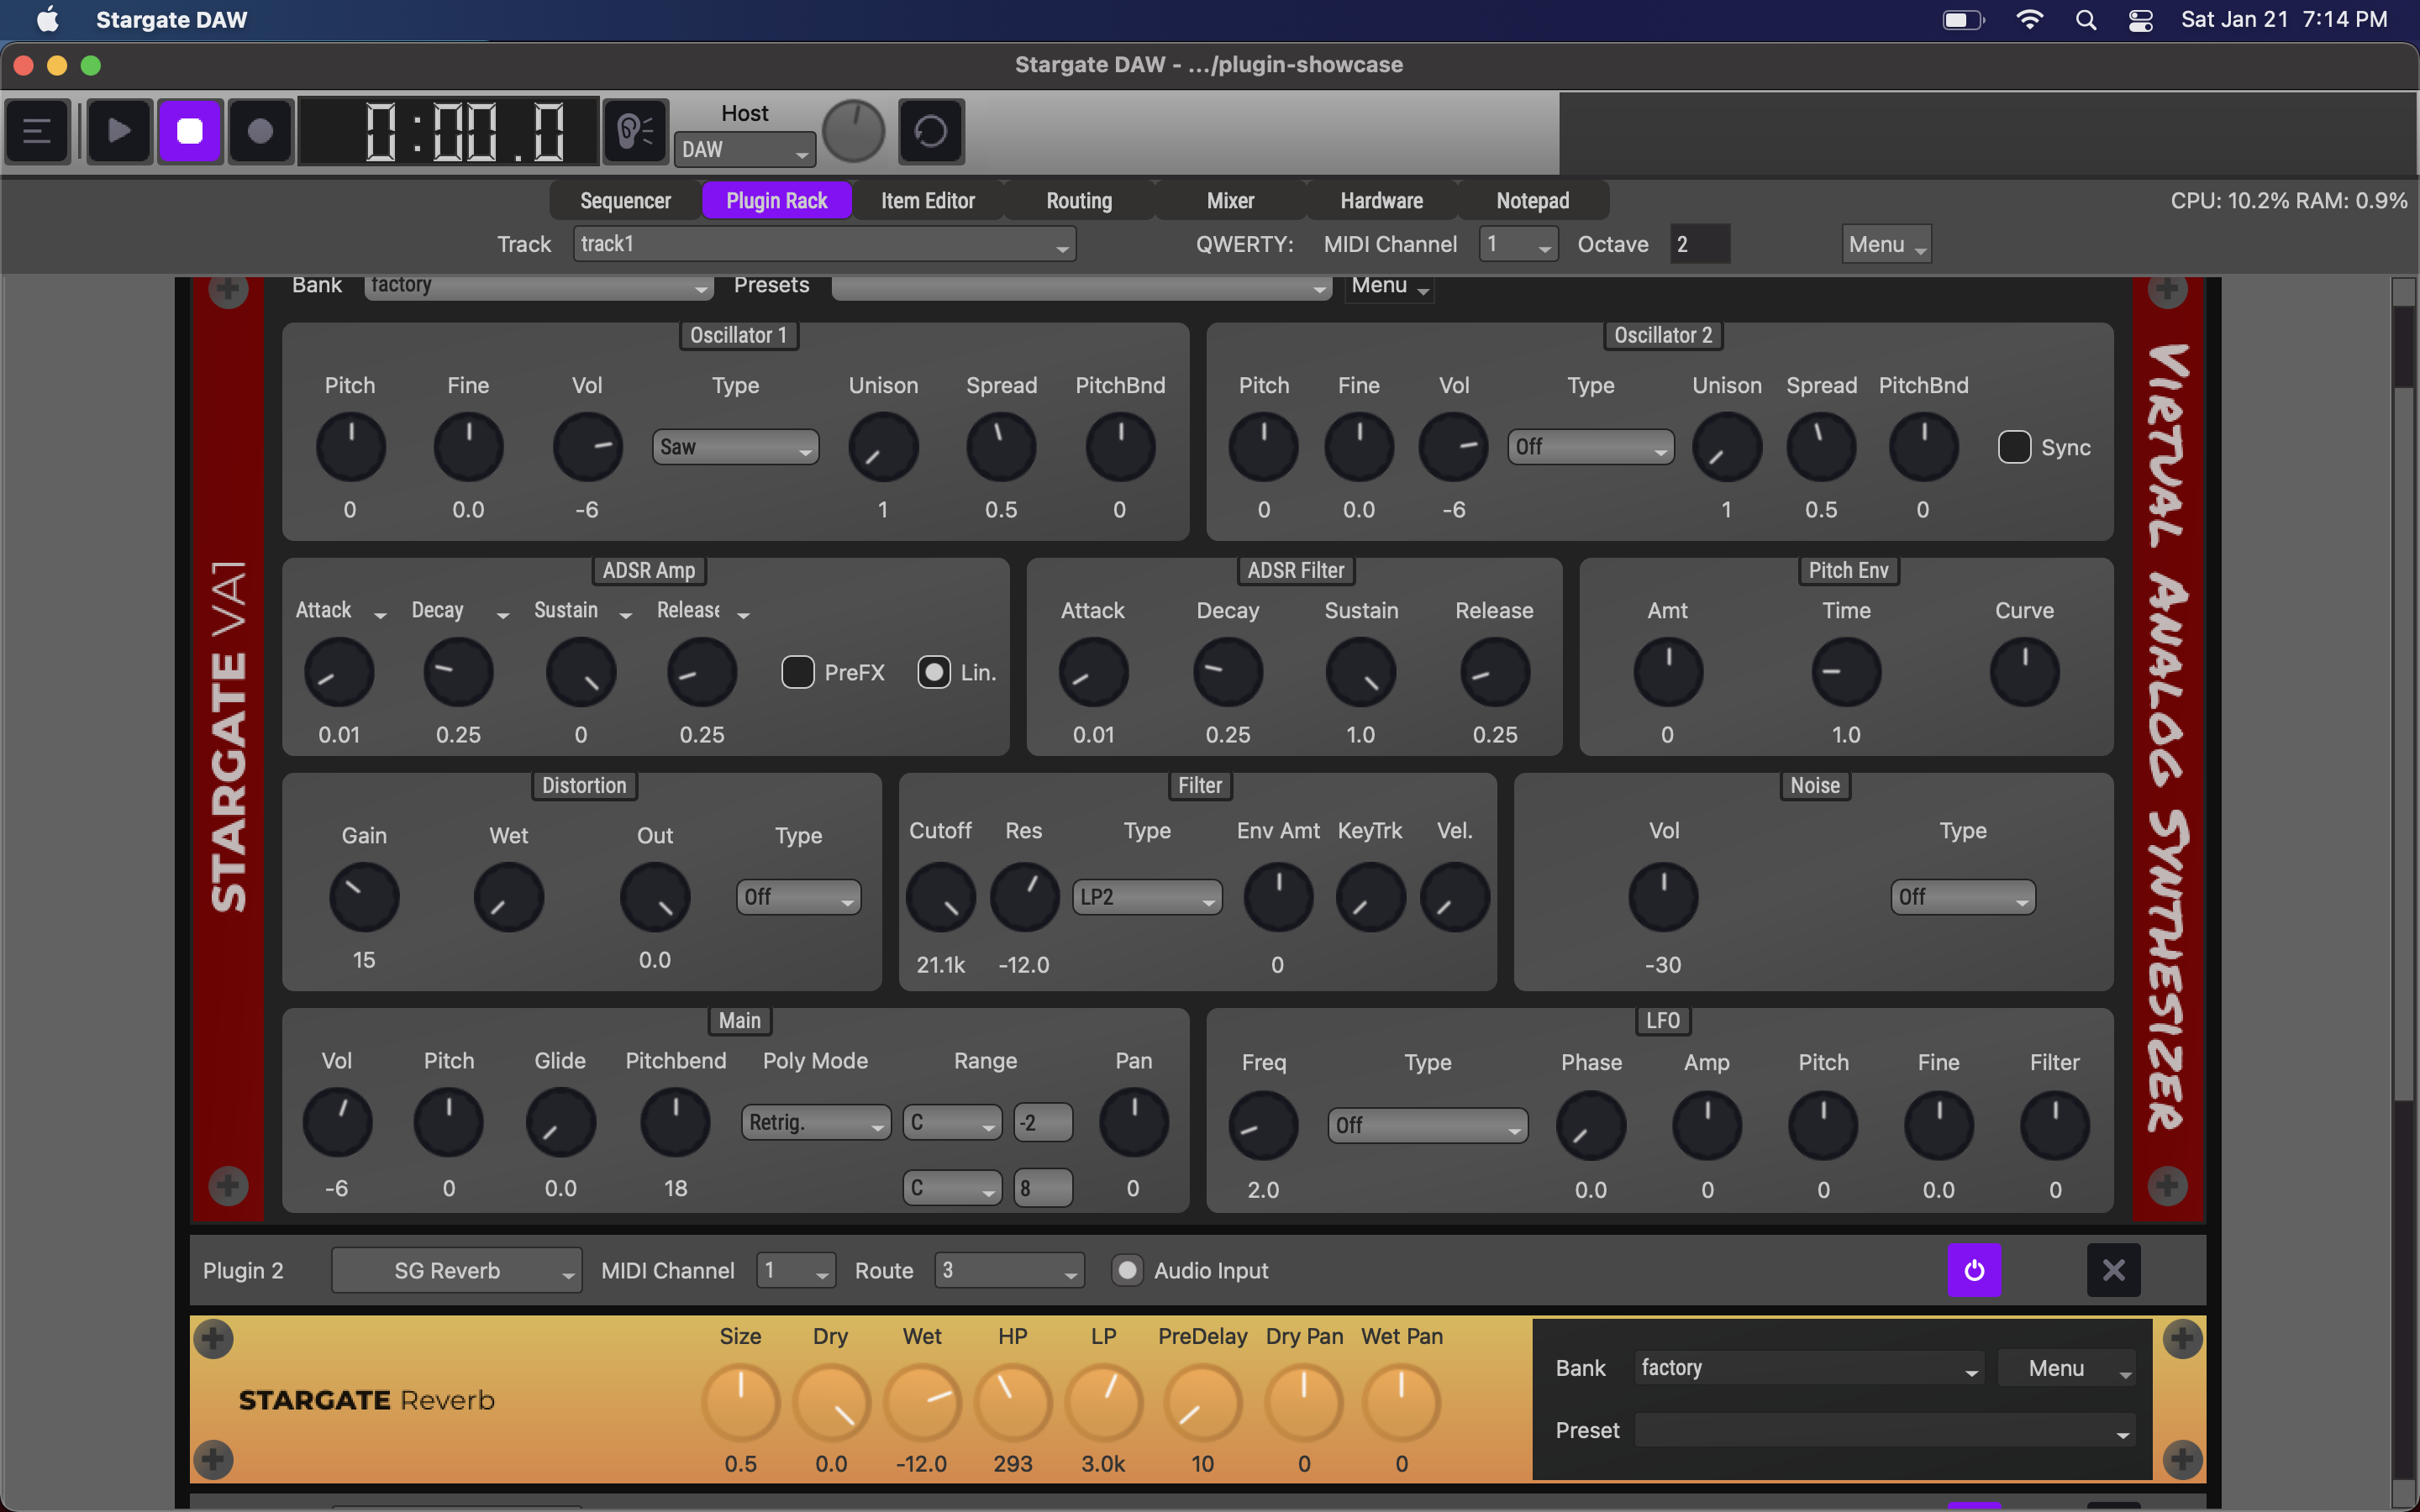 Stargate DAW
Sat Jan 21 7:14 PM
Stargate DAW - .../plugin-showcase
0:00.0
Host
DAW
Sequencer Plugin Rack Item Editor Routing Mixer Hardware Notepad
CPU: 10.2% RAM: 0.9%
Track track1 QWERTY: MIDI Channel 1 Octave 2 Menu
Bank factory Presets Menu
STARGATE VA1
VIRTUAL ANALOG SYNTHESIZER
Oscillator 1
Pitch Fine Vol Type Unison Spread PitchBnd
Saw
0 0.0 -6 1 0.5 0
Oscillator 2
Pitch Fine Vol Type Unison Spread PitchBnd
Off Sync
0 0.0 -6 1 0.5 0
ADSR Amp
Attack Decay Sustain Release
PreFX Lin.
0.01 0.25 0 0.25
ADSR Filter
Attack Decay Sustain Release
0.01 0.25 1.0 0.25
Pitch Env
Amt Time Curve
0 1.0
Distortion
Gain Wet Out Type
Off
15 0.0
Filter
Cutoff Res Type Env Amt KeyTrk Vel.
LP2
21.1k -12.0 0
Noise
Vol Type
Off
-30
Main
Vol Pitch Glide Pitchbend Poly Mode Range Pan
Retrig. C -2
-6 0 0.0 18 C 8 0
LFO
Freq Type Phase Amp Pitch Fine Filter
Off
2.0 0.0 0 0 0.0 0
Plugin 2 SG Reverb MIDI Channel 1 Route 3 Audio Input
STARGATE Reverb
Size Dry Wet HP LP PreDelay Dry Pan Wet Pan
0.5 0.0 -12.0 293 3.0k 10 0 0
Bank factory Menu
Preset